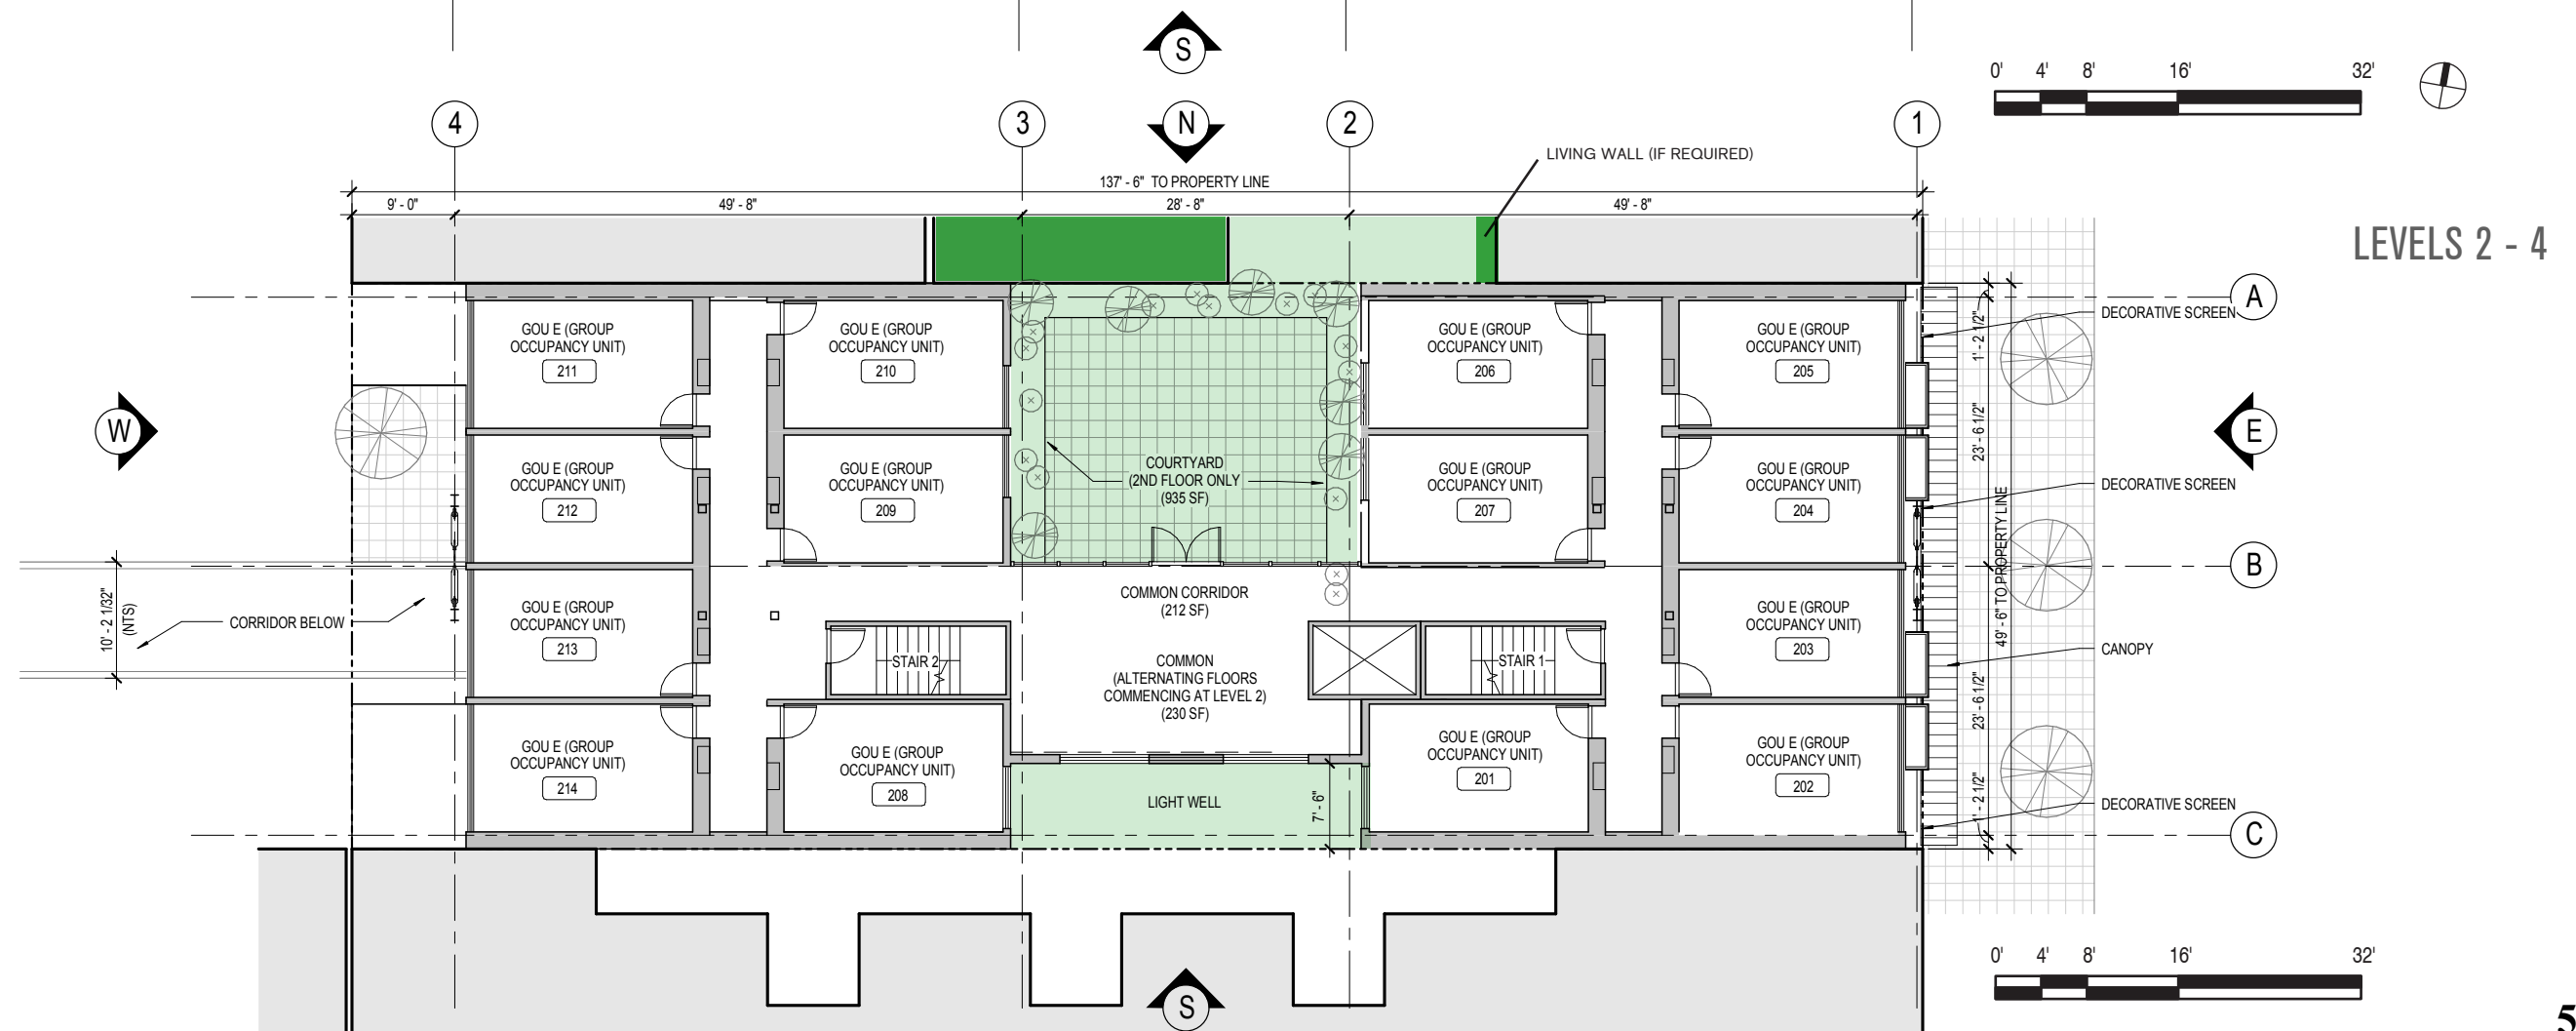 S
0' 4' 8' 16' 32'
4
3
N
2
1
LIVING WALL (IF REQUIRED)
137' - 6" TO PROPERTY LINE
9' - 0"
49' - 8"
28' - 8"
49' - 8"
LEVELS 2 - 4
A
DECORATIVE SCREEN
1' - 2 1/2"
GOU E (GROUP
OCCUPANCY UNIT)
211
GOU E (GROUP
OCCUPANCY UNIT)
210
GOU E (GROUP
OCCUPANCY UNIT)
206
GOU E (GROUP
OCCUPANCY UNIT)
205
W
E
23' - 6 1/2"
GOU E (GROUP
OCCUPANCY UNIT)
212
GOU E (GROUP
OCCUPANCY UNIT)
209
COURTYARD
(2ND FLOOR ONLY
(935 SF)
GOU E (GROUP
OCCUPANCY UNIT)
207
GOU E (GROUP
OCCUPANCY UNIT)
204
DECORATIVE SCREEN
49' - 6" TO PROPERTY LINE
B
10' - 2 1/32"
(NTS)
CORRIDOR BELOW
GOU E (GROUP
OCCUPANCY UNIT)
213
COMMON CORRIDOR
(212 SF)
GOU E (GROUP
OCCUPANCY UNIT)
203
CANOPY
STAIR 2
COMMON
(ALTERNATING FLOORS
COMMENCING AT LEVEL 2)
(230 SF)
STAIR 1
23' - 6 1/2"
GOU E (GROUP
OCCUPANCY UNIT)
214
GOU E (GROUP
OCCUPANCY UNIT)
208
GOU E (GROUP
OCCUPANCY UNIT)
201
GOU E (GROUP
OCCUPANCY UNIT)
202
LIGHT WELL
7' - 6"
1' - 2 1/2"
DECORATIVE SCREEN
C
0' 4' 8' 16' 32'
S
5